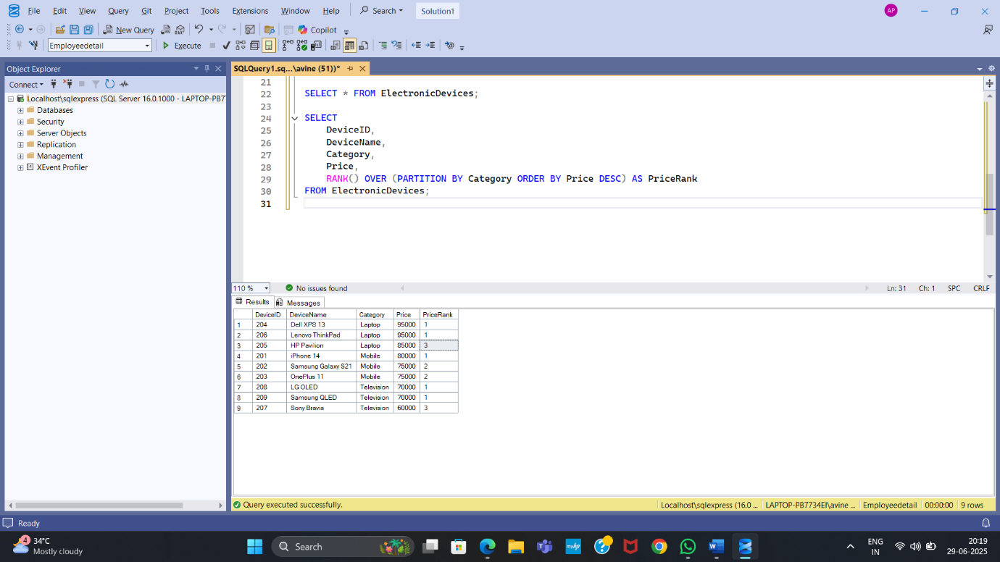 File Edit View Query Git Project Tools Extensions Window Help Search Solution1 AP
New Query DAX Copilot
Employeedetail Execute
Object Explorer
Connect
Localhost\sqlexpress (SQL Server 16.0.1000 - LAPTOP-PB7
Databases
Security
Server Objects
Replication
Management
XEvent Profiler
SQLQuery1.sq...\avine (51))*
21
22 SELECT * FROM ElectronicDevices;
23
24 SELECT
25 DeviceID,
26 DeviceName,
27 Category,
28 Price,
29 RANK() OVER (PARTITION BY Category ORDER BY Price DESC) AS PriceRank
30 FROM ElectronicDevices;
31
110 % No issues found Ln: 31 Ch: 1 SPC CRLF
Results Messages
DeviceID DeviceName Category Price PriceRank
1 204 Dell XPS 13 Laptop 95000 1
2 206 Lenovo ThinkPad Laptop 95000 1
3 205 HP Pavilion Laptop 85000 3
4 201 iPhone 14 Mobile 80000 1
5 202 Samsung Galaxy S21 Mobile 75000 2
6 203 OnePlus 11 Mobile 75000 2
7 208 LG OLED Television 70000 1
8 209 Samsung QLED Television 70000 1
9 207 Sony Bravia Television 60000 3
Query executed successfully. Localhost\sqlexpress (16.0 ... LAPTOP-PB7734EI\avine ... Employeedetail 00:00:00 9 rows
Ready
4 34°C
Mostly cloudy
Search
myhp
ENG
IN
20:19
29-06-2025